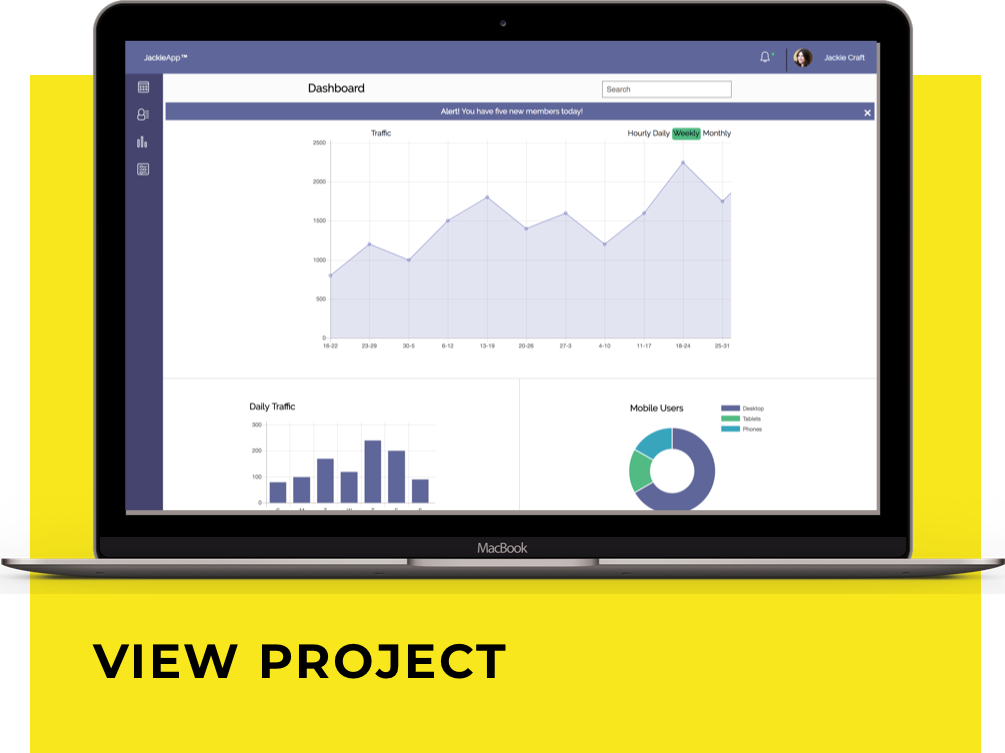 JackieApp™
Jackie Craft
Dashboard
Search
Alert! You have five new members today!
Traffic
Hourly Daily Weekly Monthly
2500
2000
1500
1000
500
0
16-22 23-29 30-5 6-12 13-19 20-26 27-3 4-10 11-17 18-24 25-31
Daily Traffic
300
200
100
0
Mobile Users
Desktop
Tablets
Phones
MacBook
VIEW PROJECT